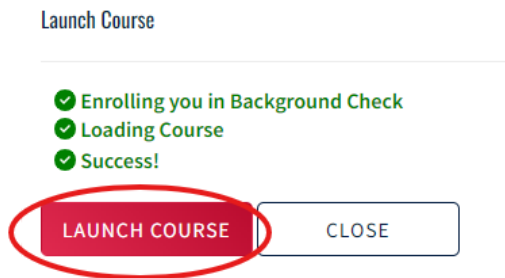 Launch Course
Enrolling you in Background Check
Loading Course
Success!
LAUNCH COURSE CLOSE